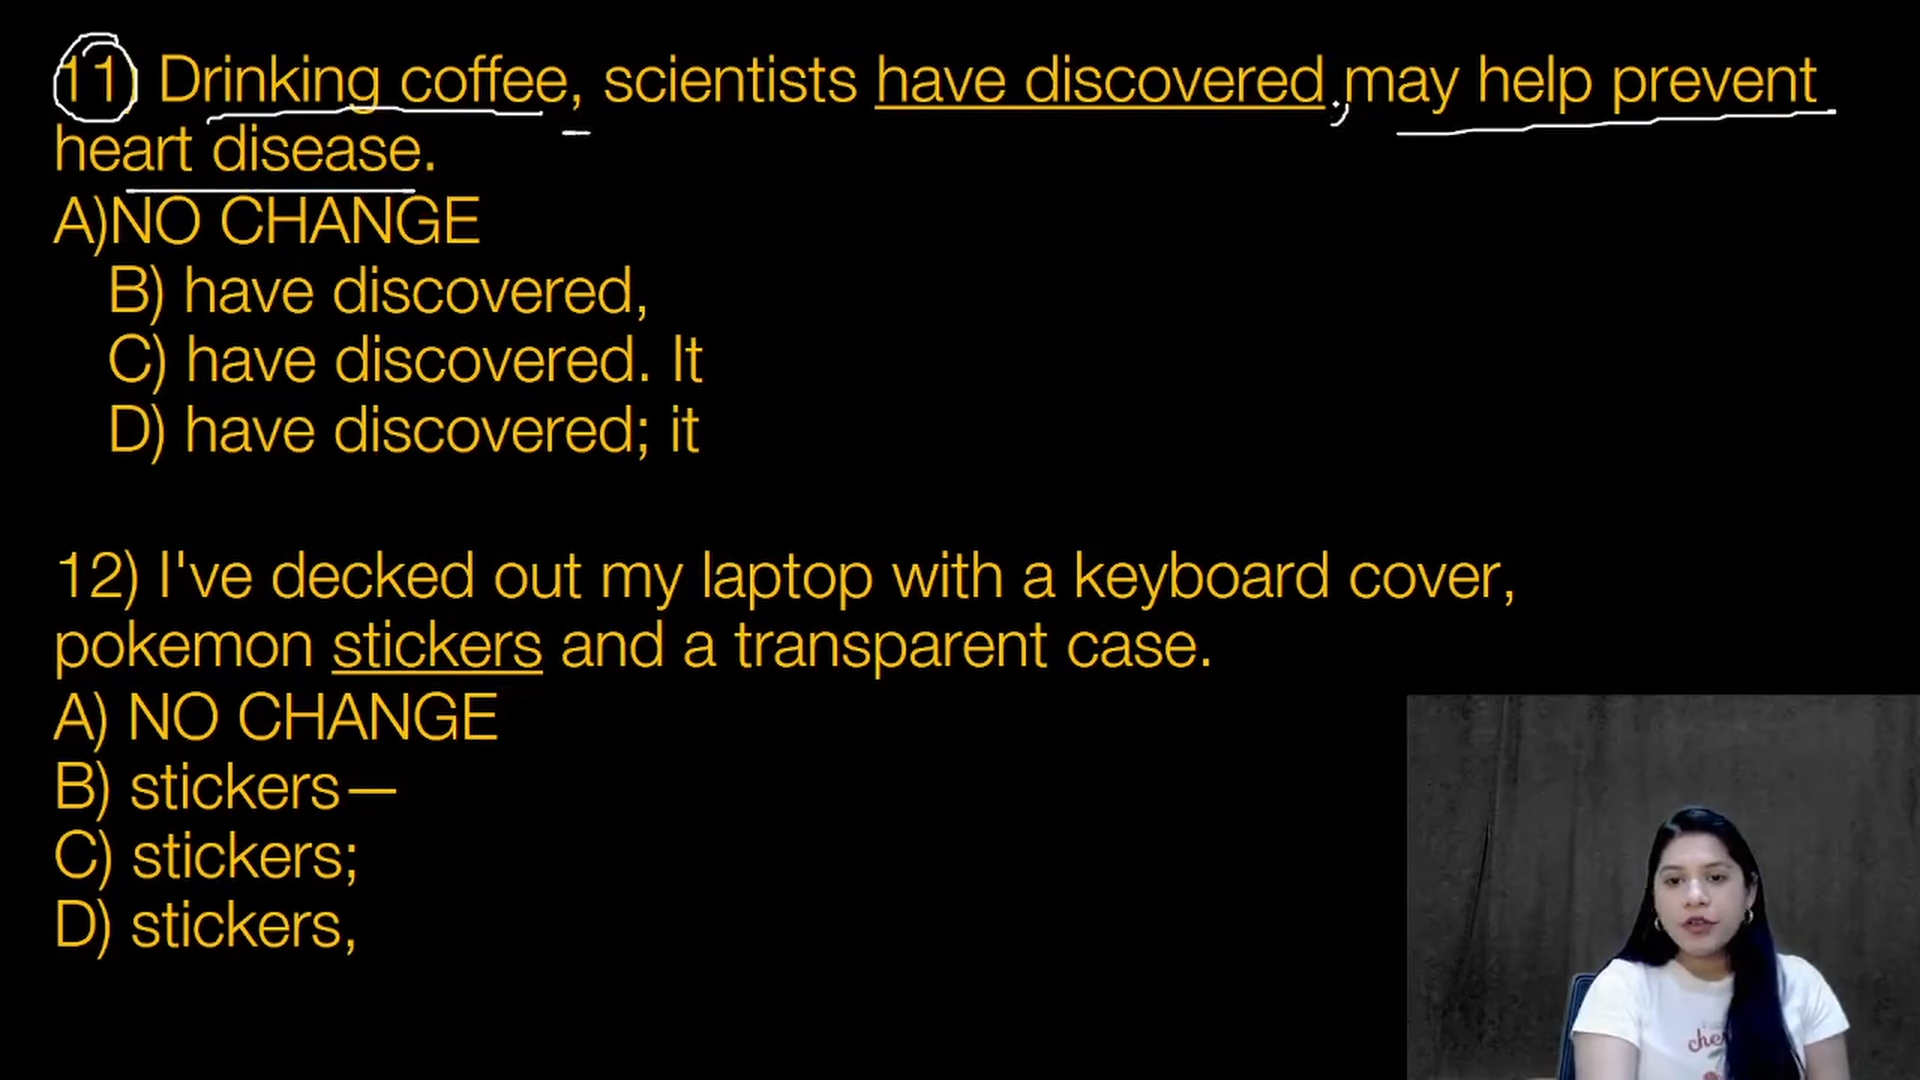 11) Drinking coffee, scientists have discovered , may help prevent
heart disease.
A)NO CHANGE
B) have discovered,
C) have discovered. It
D) have discovered; it
12) I've decked out my laptop with a keyboard cover,
pokemon stickers and a transparent case.
A) NO CHANGE
B) stickers—
C) stickers;
D) stickers,